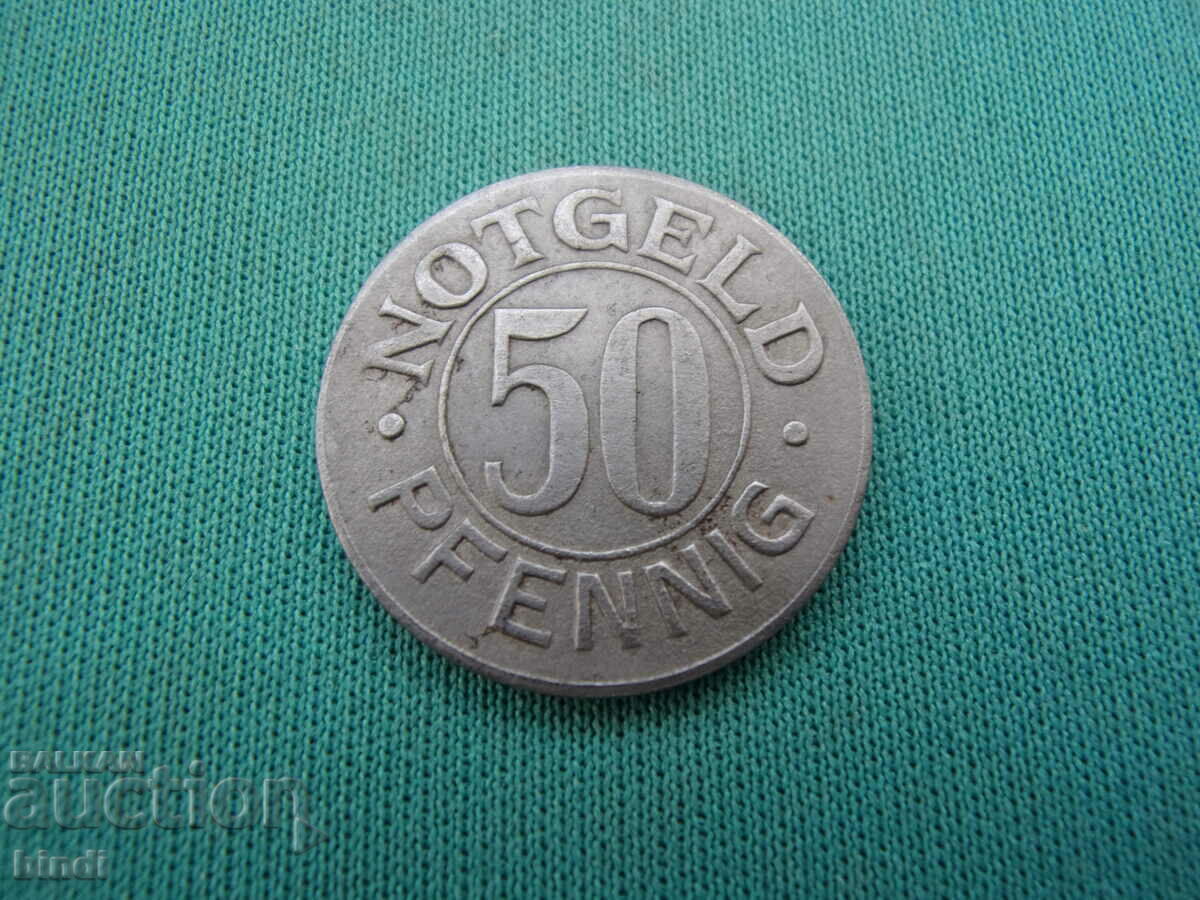 · NOTGELD ·
50
PFENNIG
BALKAN
auction
bindi